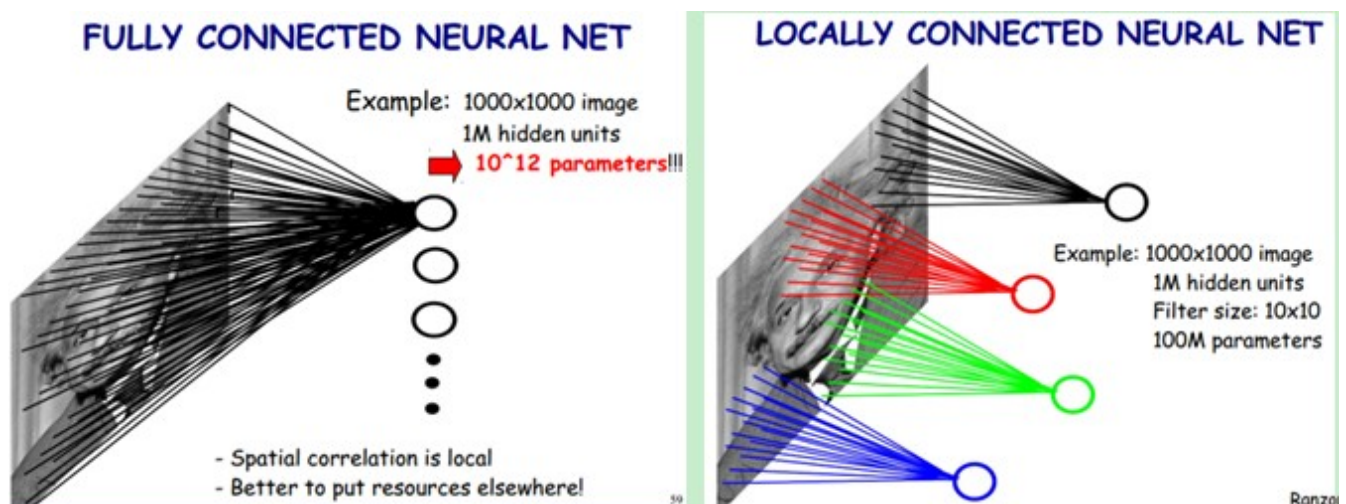 FULLY CONNECTED NEURAL NET
Example: 1000x1000 image
1M hidden units
10^12 parameters!!!
- Spatial correlation is local
- Better to put resources elsewhere!
59
LOCALLY CONNECTED NEURAL NET
Example: 1000x1000 image
1M hidden units
Filter size: 10x10
100M parameters